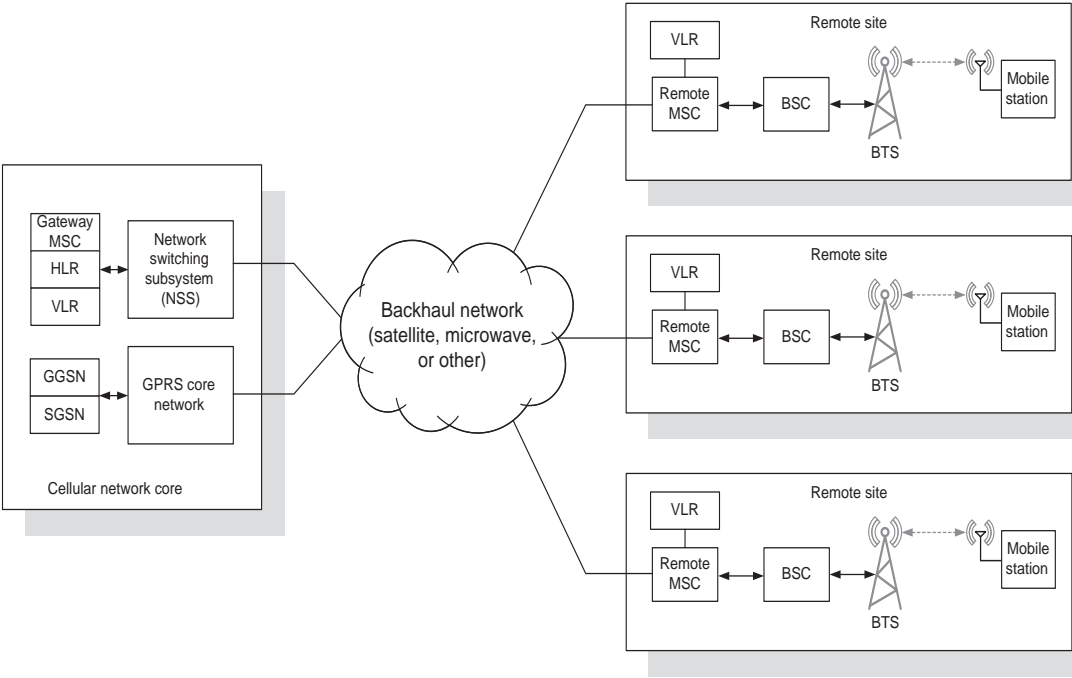 Gateway
MSC
HLR
VLR
Network
switching
subsystem
(NSS)
GGSN
SGSN
GPRS core
network
Cellular network core
Backhaul network
(satellite, microwave,
or other)
Remote site
VLR
Remote
MSC
BSC
BTS
Mobile
station
Remote site
VLR
Remote
MSC
BSC
BTS
Mobile
station
Remote site
VLR
Remote
MSC
BSC
BTS
Mobile
station